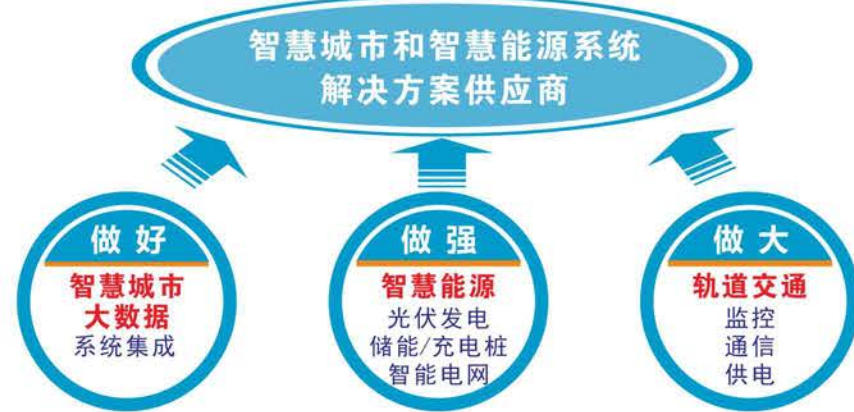 智慧城市和智慧能源系统
解决方案供应商
做好
智慧城市
大数据
系统集成
做强
智慧能源
光伏发电
储能/充电桩
智能电网
做大
轨道交通
监控
通信
供电